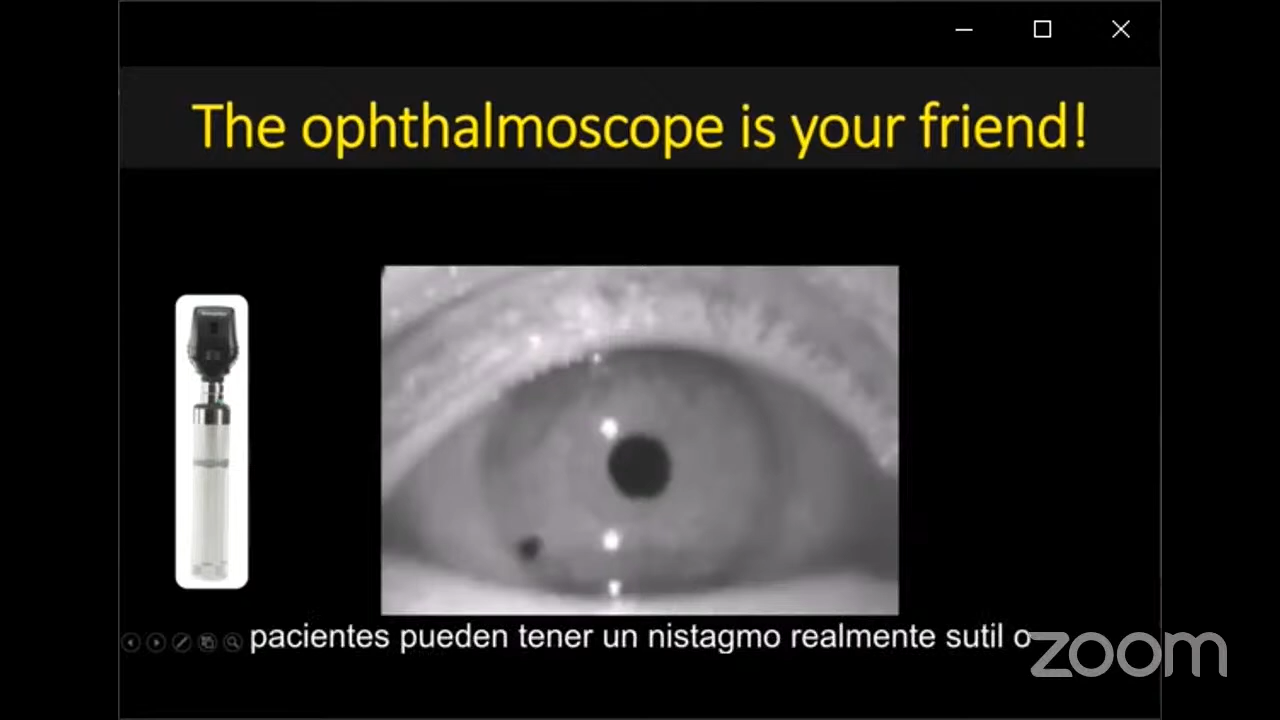 The ophthalmoscope is your friend!
pacientes pueden tener un nistagmo realmente sutil o
zoom